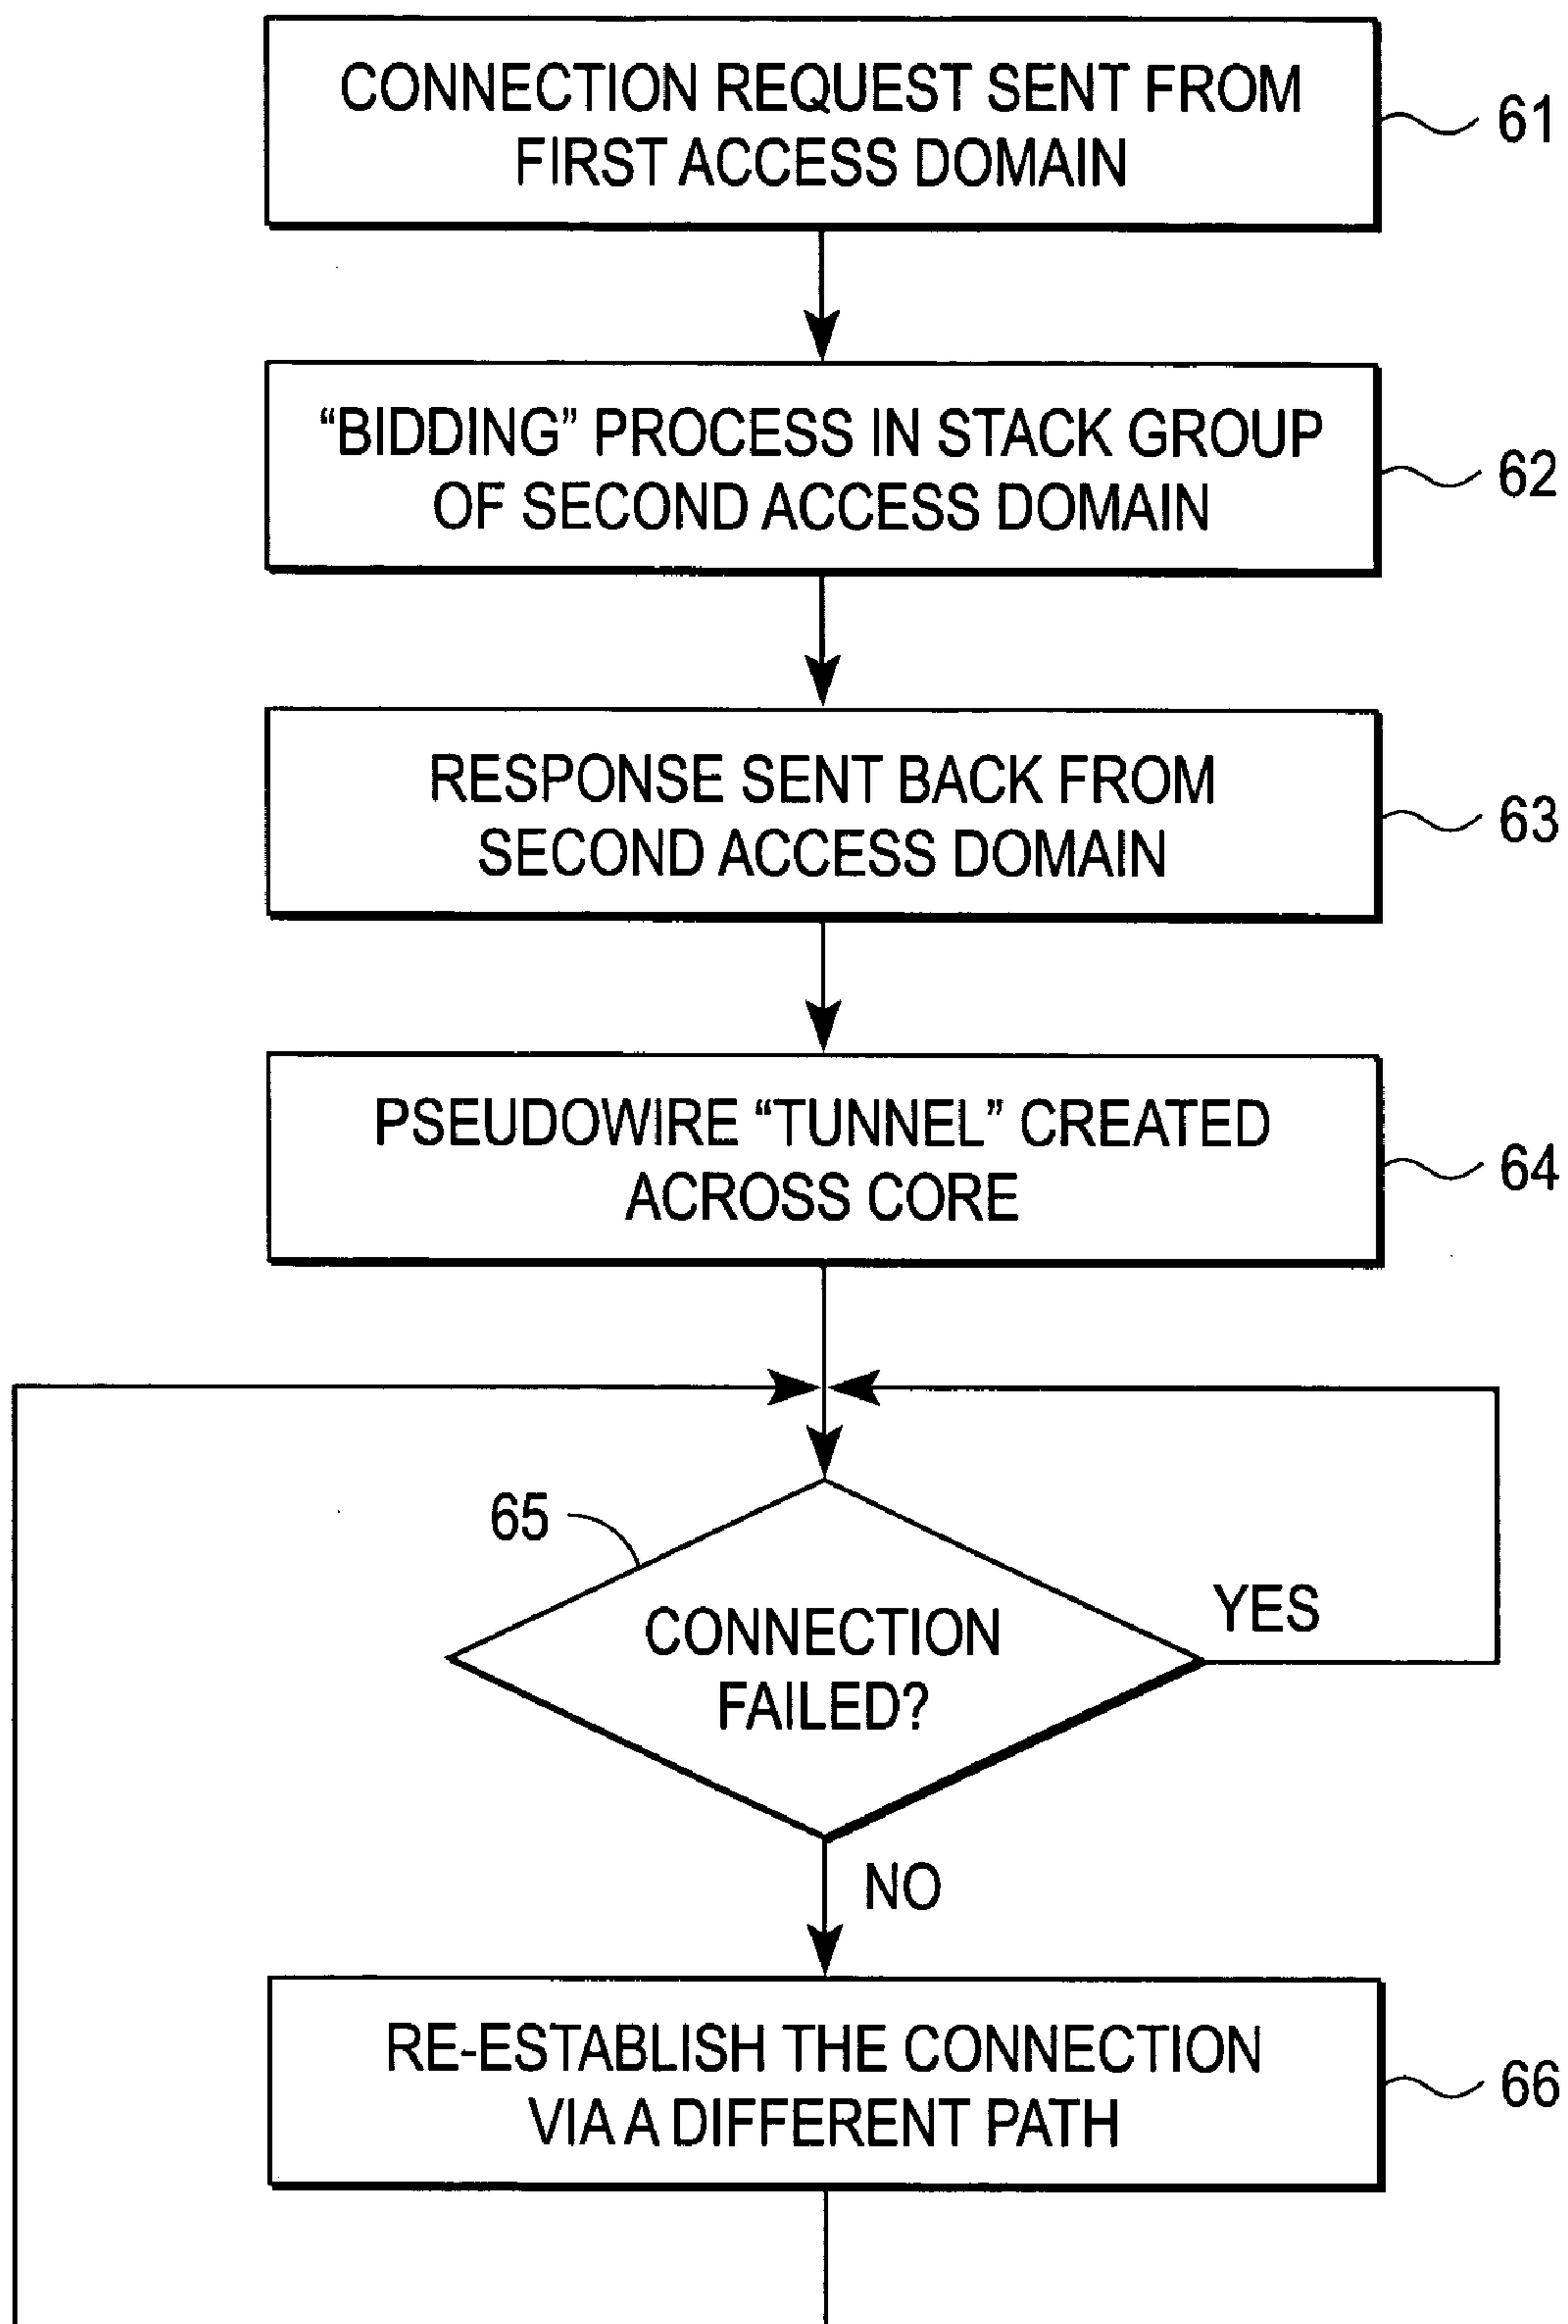 CONNECTION REQUEST SENT FROM
FIRST ACCESS DOMAIN
61
“BIDDING” PROCESS IN STACK GROUP
OF SECOND ACCESS DOMAIN
62
RESPONSE SENT BACK FROM
SECOND ACCESS DOMAIN
63
PSEUDOWIRE “TUNNEL” CREATED
ACROSS CORE
64
65
CONNECTION
FAILED?
YES
NO
RE-ESTABLISH THE CONNECTION
VIA A DIFFERENT PATH
66